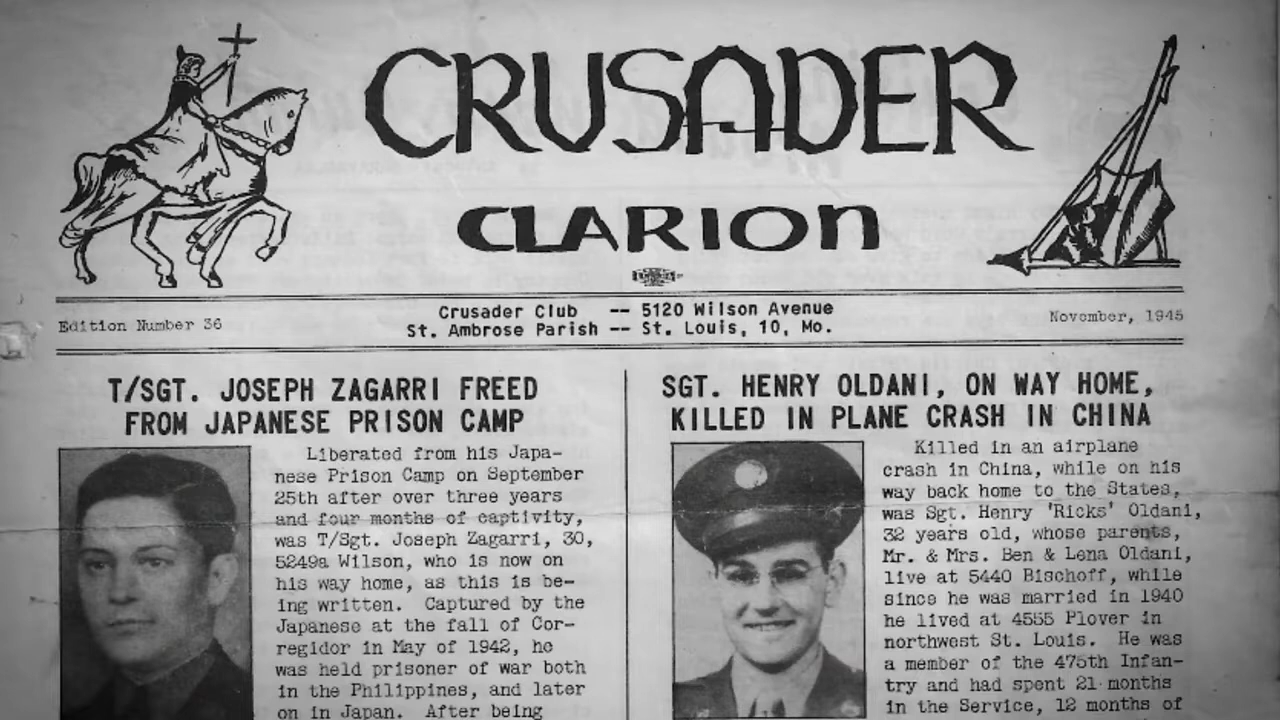 CRUSADER
CLARION
Edition Number 36
Crusader Club -- 5120 Wilson Avenue
St. Ambrose Parish -- St. Louis, 10, Mo.
November, 1945
T/SGT. JOSEPH ZAGARRI FREED
FROM JAPANESE PRISON CAMP
Liberated from his Japa-
nese Prison Camp on September
25th after over three years
and four months of captivity,
was T/Sgt. Joseph Zagarri, 30,
5249a Wilson, who is now on
his way home, as this is be-
ing written. Captured by the
Japanese at the fall of Cor-
regidor in May of 1942, he
was held prisoner of war both
in the Philippines, and later
on in Japan. After being
SGT. HENRY OLDANI, ON WAY HOME,
KILLED IN PLANE CRASH IN CHINA
Killed in an airplane
crash in China, while on his
way back home to the States,
was Sgt. Henry 'Ricks' Oldani,
32 years old, whose parents,
Mr. & Mrs. Ben & Lena Oldani,
live at 5440 Bischoff, while
since he was married in 1940
he lived at 4555 Plover in
northwest St. Louis. He was
a member of the 475th Infan-
try and had spent 21 months
in the Service, 12 months of